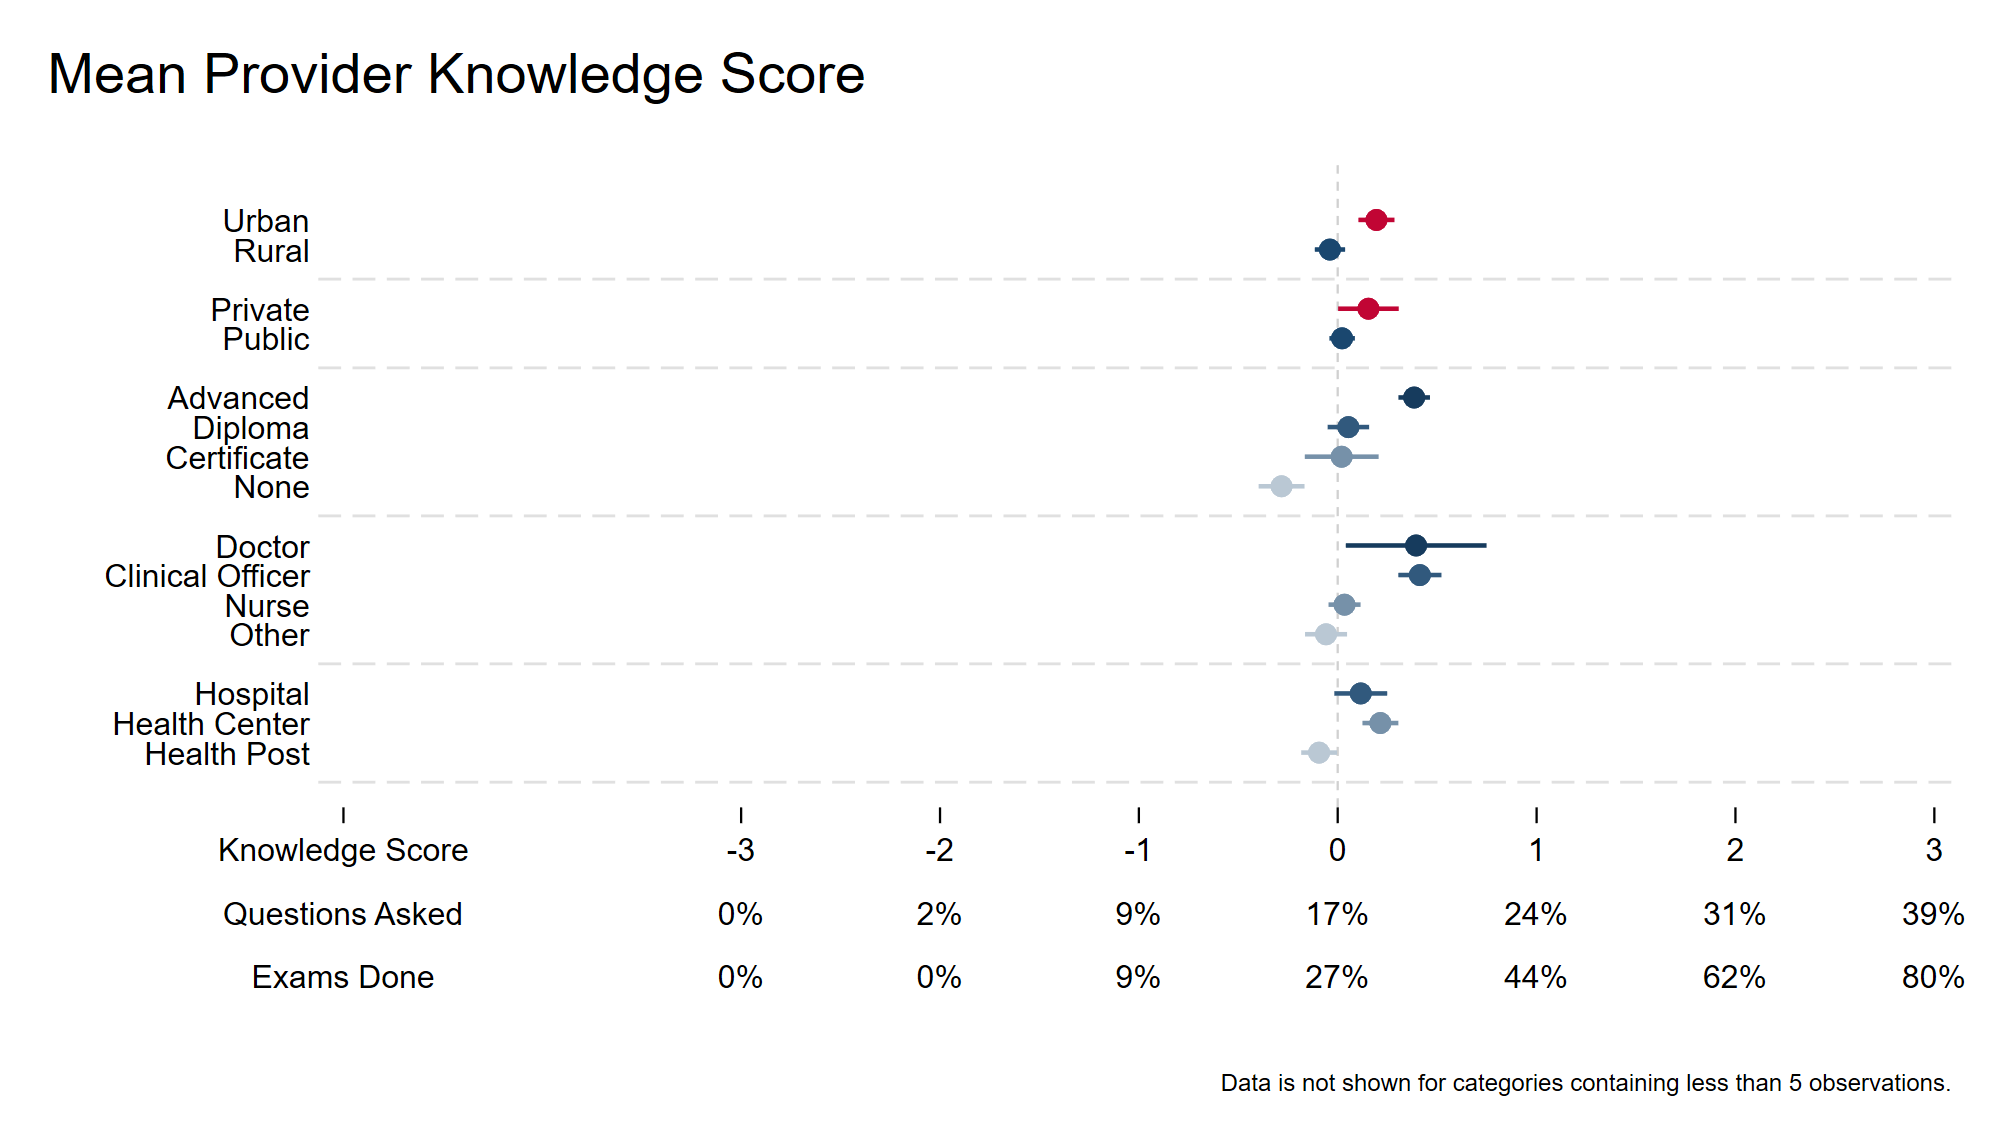 Mean Provider Knowledge Score
Urban
Rural
Private
Public
Advanced
Diploma
Certificate
None
Doctor
Clinical Officer
Nurse
Other
Hospital
Health Center
Health Post
Knowledge Score -3 -2 -1 0 1 2 3
Questions Asked 0% 2% 9% 17% 24% 31% 39%
Exams Done 0% 0% 9% 27% 44% 62% 80%
Data is not shown for categories containing less than 5 observations.